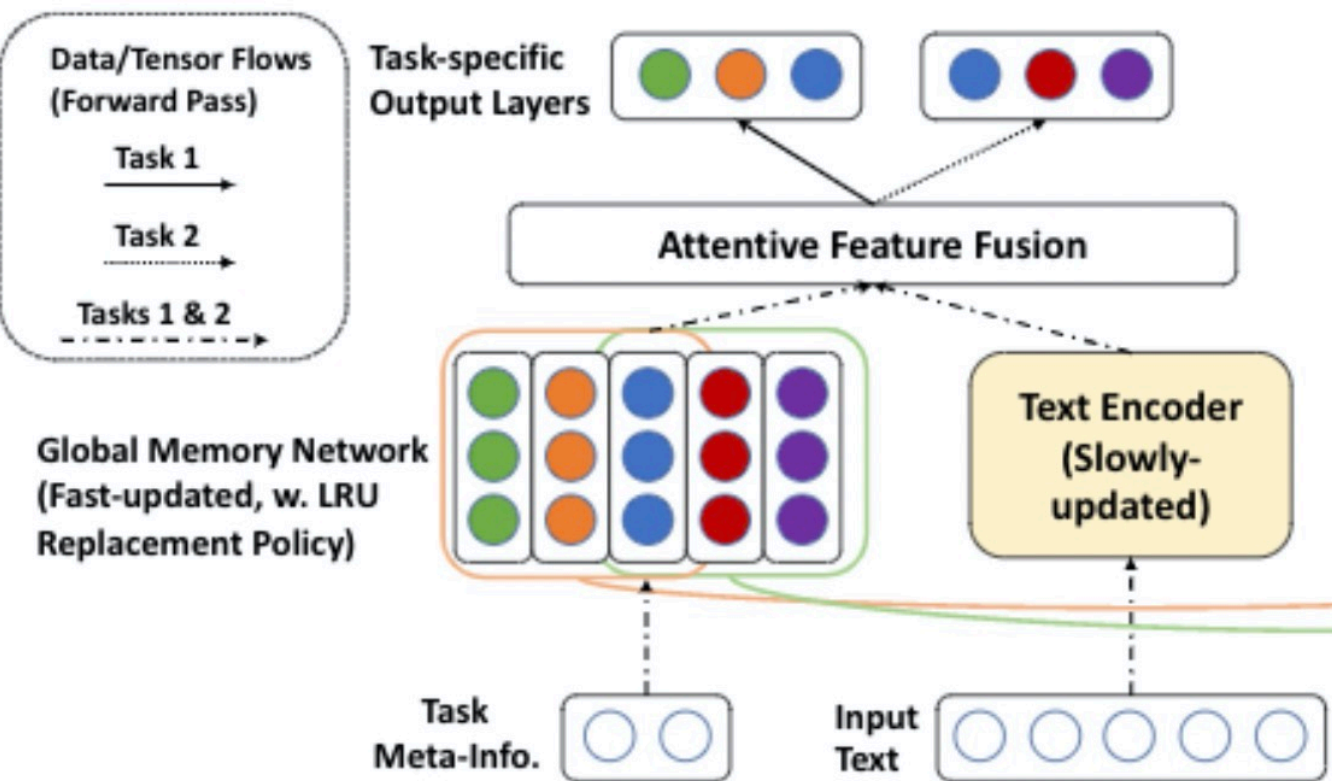 Data/Tensor Flows
(Forward Pass)
Task 1
Task 2
Tasks 1 & 2
Task-specific
Output Layers
Attentive Feature Fusion
Global Memory Network
(Fast-updated, w. LRU
Replacement Policy)
Text Encoder
(Slowly-
updated)
Task
Meta-Info.
Input
Text